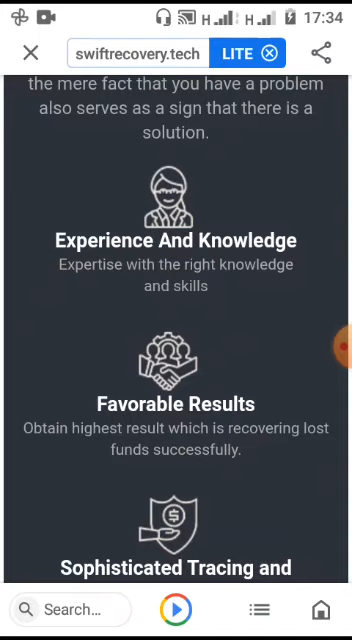 H H 17:34
swiftrecovery.tech LITE
the mere fact that you have a problem
also serves as a sign that there is a
solution.
Experience And Knowledge
Expertise with the right knowledge
and skills
Favorable Results
Obtain highest result which is recovering lost
funds successfully.
Sophisticated Tracing and
Search...